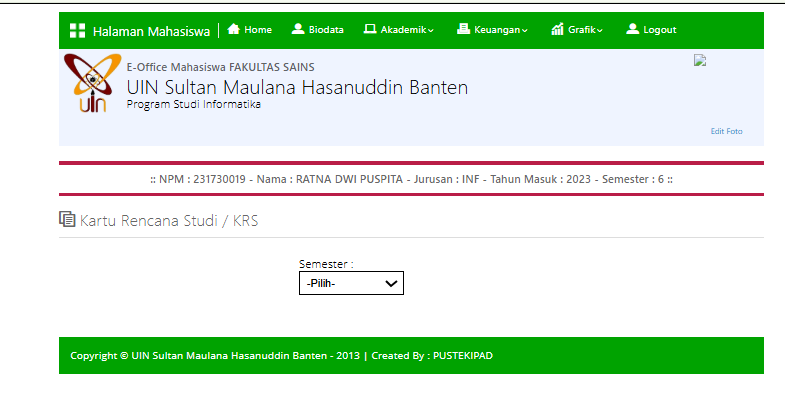 Halaman Mahasiswa | Home Biodata Akademik Keuangan Grafik Logout
E-Office Mahasiswa FAKULTAS SAINS
UIN Sultan Maulana Hasanuddin Banten
Program Studi Informatika
uin
Edit Foto
:: NPM : 231730019 - Nama : RATNA DWI PUSPITA - Jurusan : INF - Tahun Masuk : 2023 - Semester : 6 ::
Kartu Rencana Studi / KRS
Semester :
-Pilih-
Copyright © UIN Sultan Maulana Hasanuddin Banten - 2013 | Created By : PUSTEKIPAD